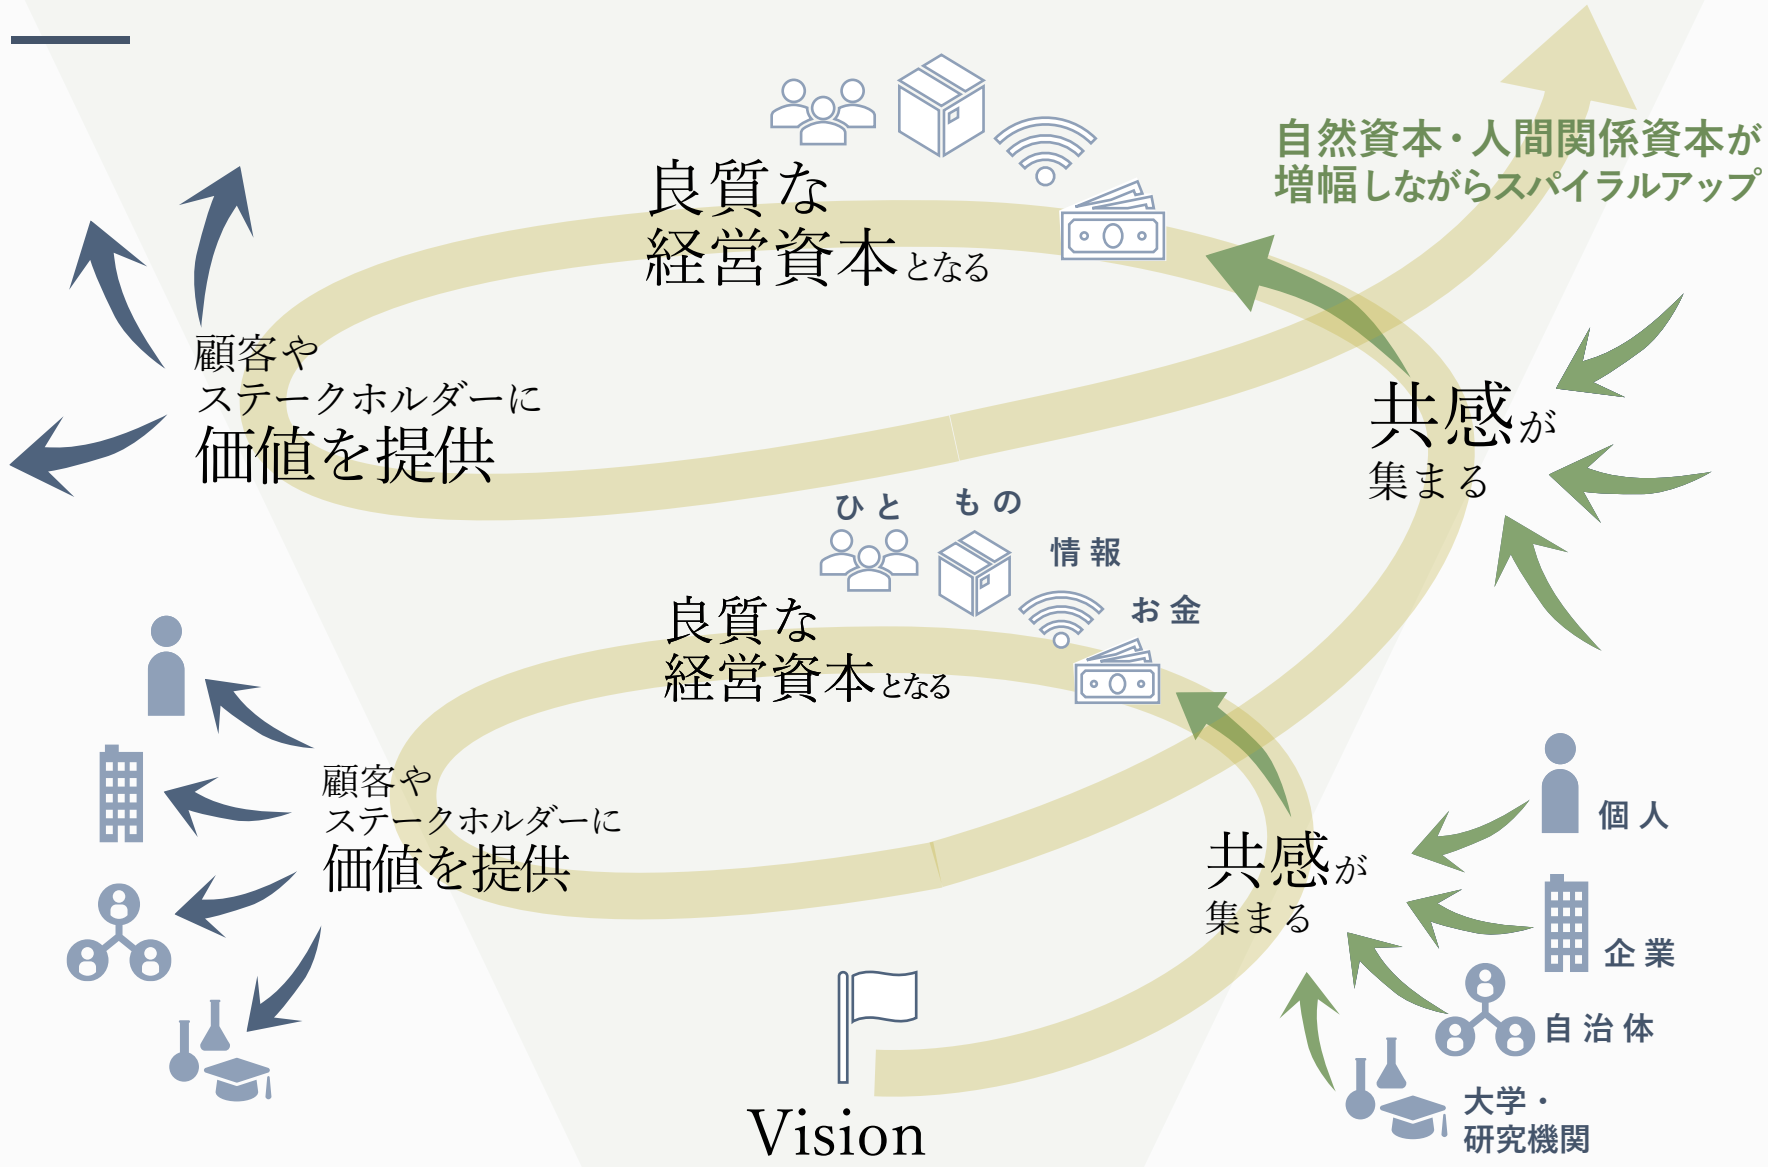 自然資本・人間関係資本が
増幅しながらスパイラルアップ
良質な
経営資本となる
顧客や
ステークホルダーに
価値を提供
共感が
集まる
ひと
もの
情報
お金
良質な
経営資本となる
顧客や
ステークホルダーに
価値を提供
共感が
集まる
個人
企業
自治体
大学・
研究機関
Vision